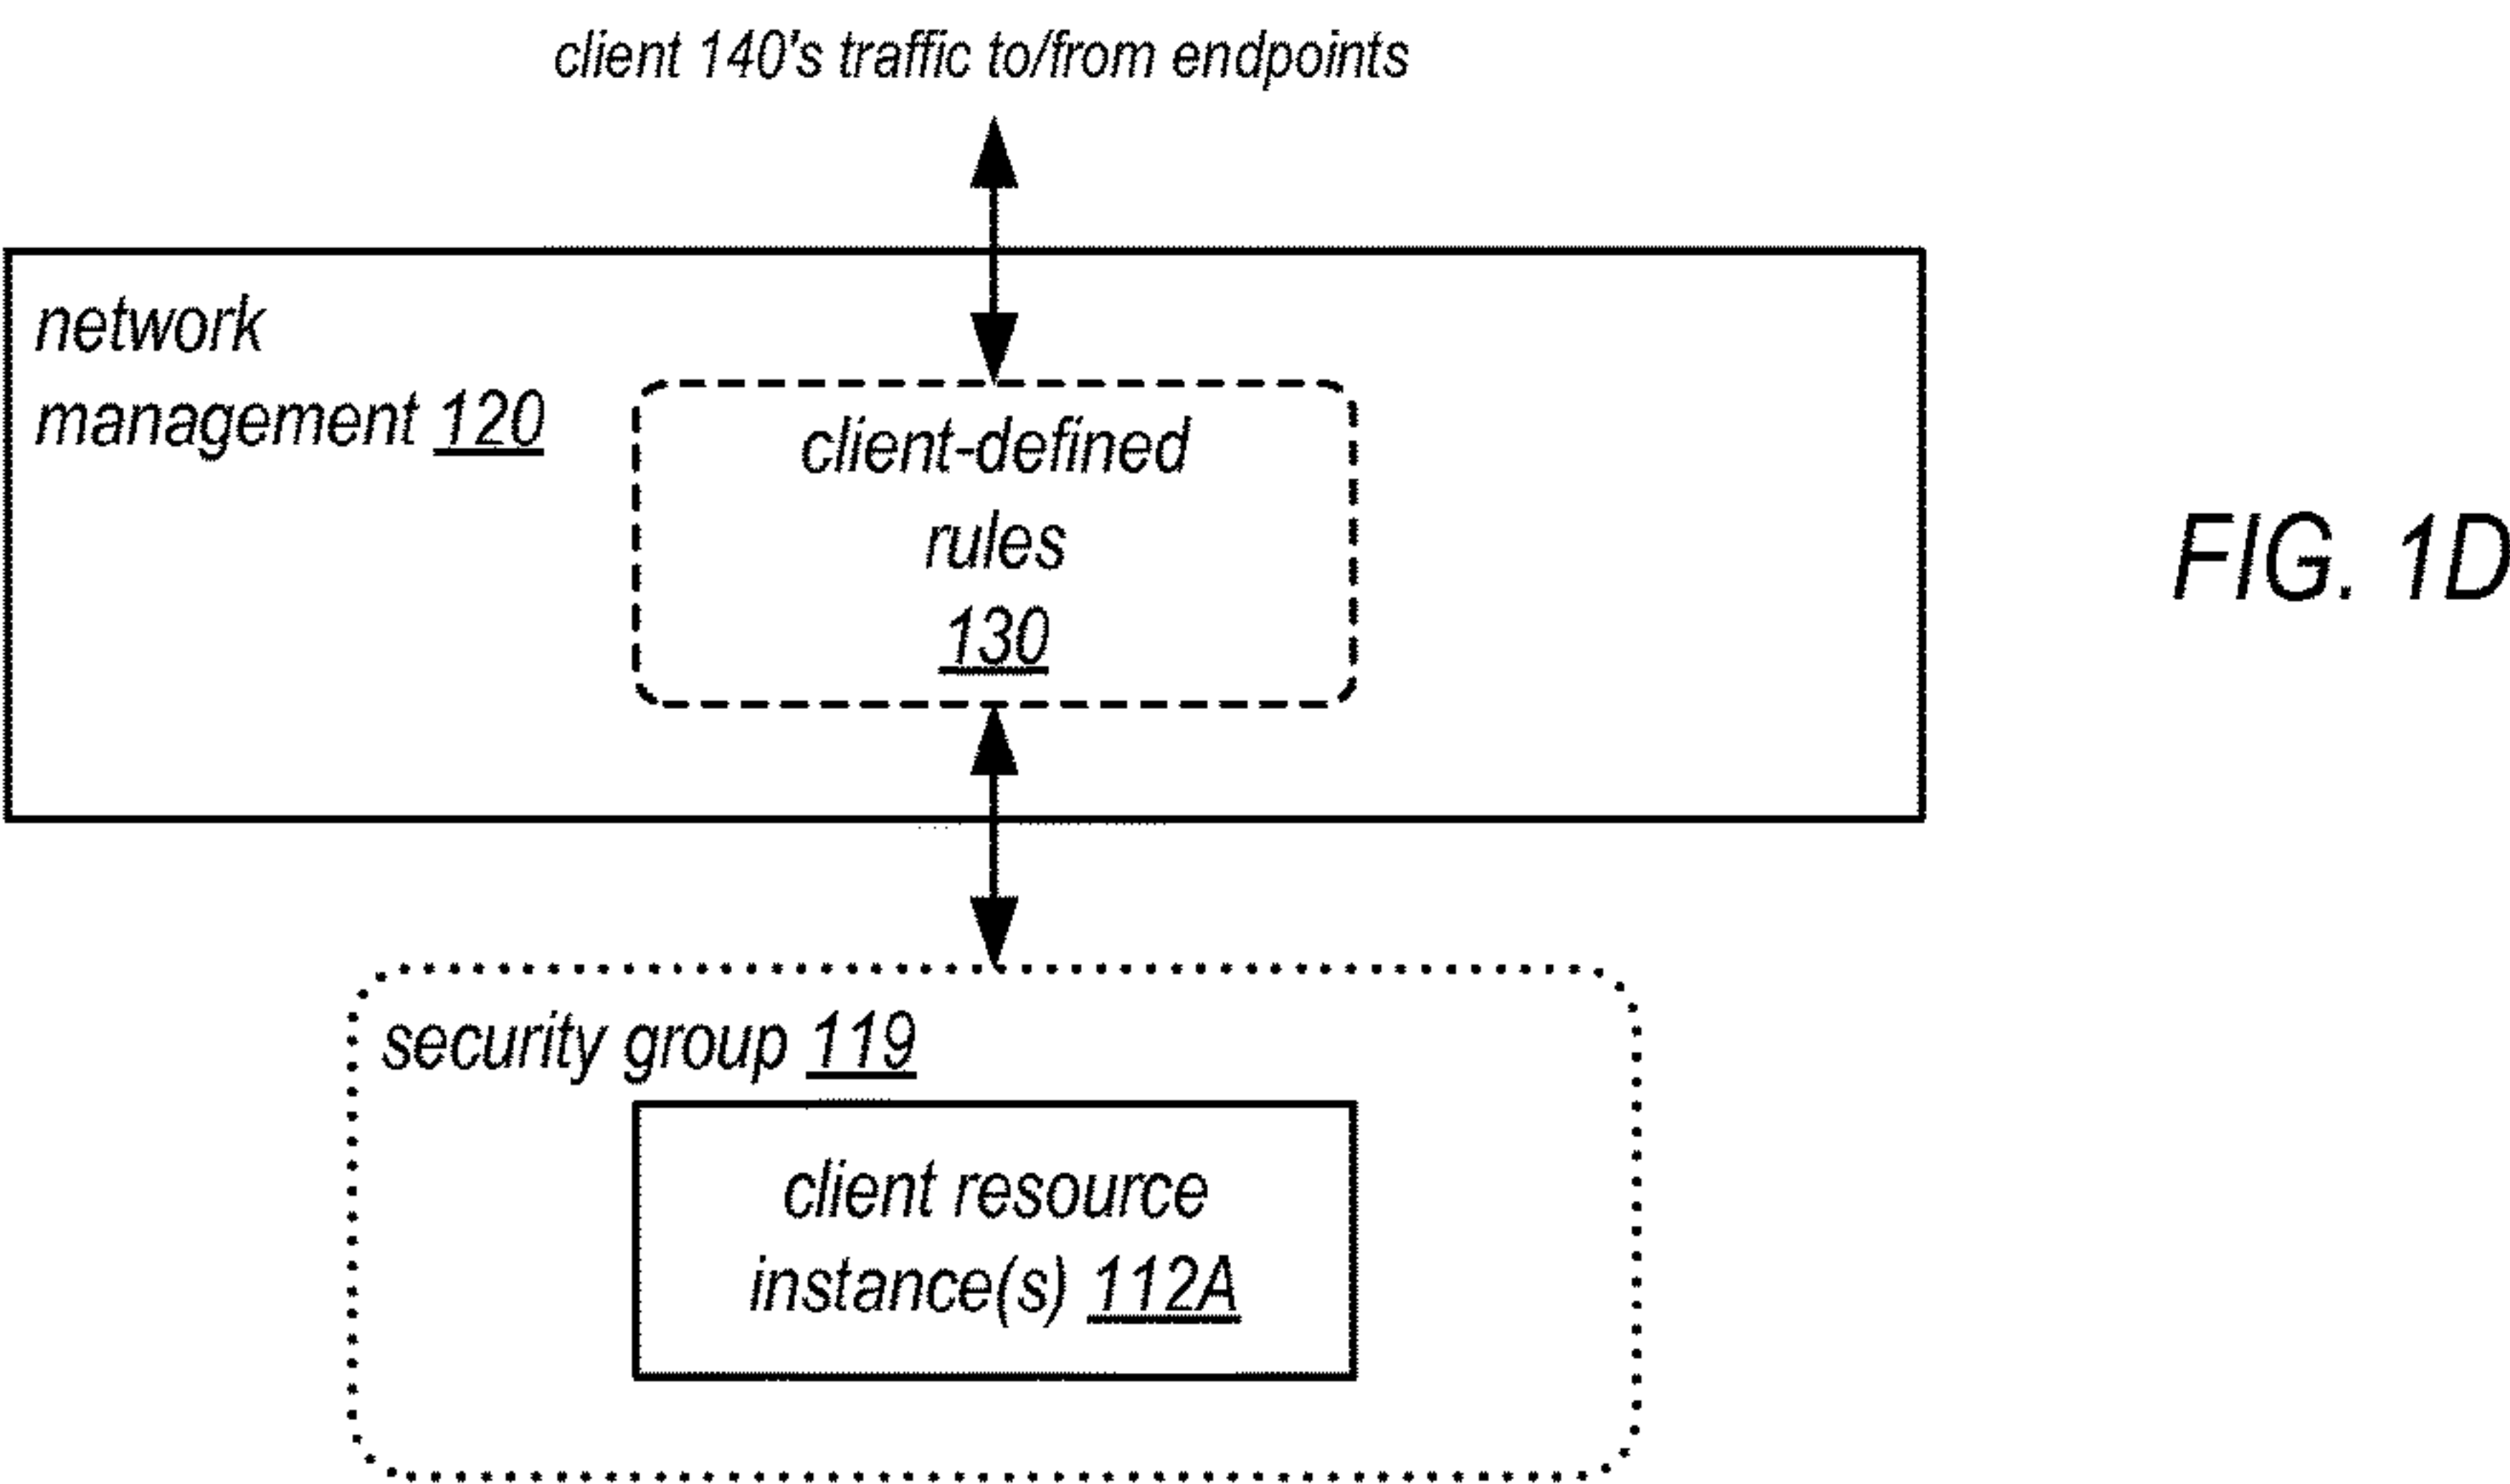 client 140's traffic to/from endpoints
network
management 120
client-defined
rules
130
FIG. 1D
security group 119
client resource
instance(s) 112A